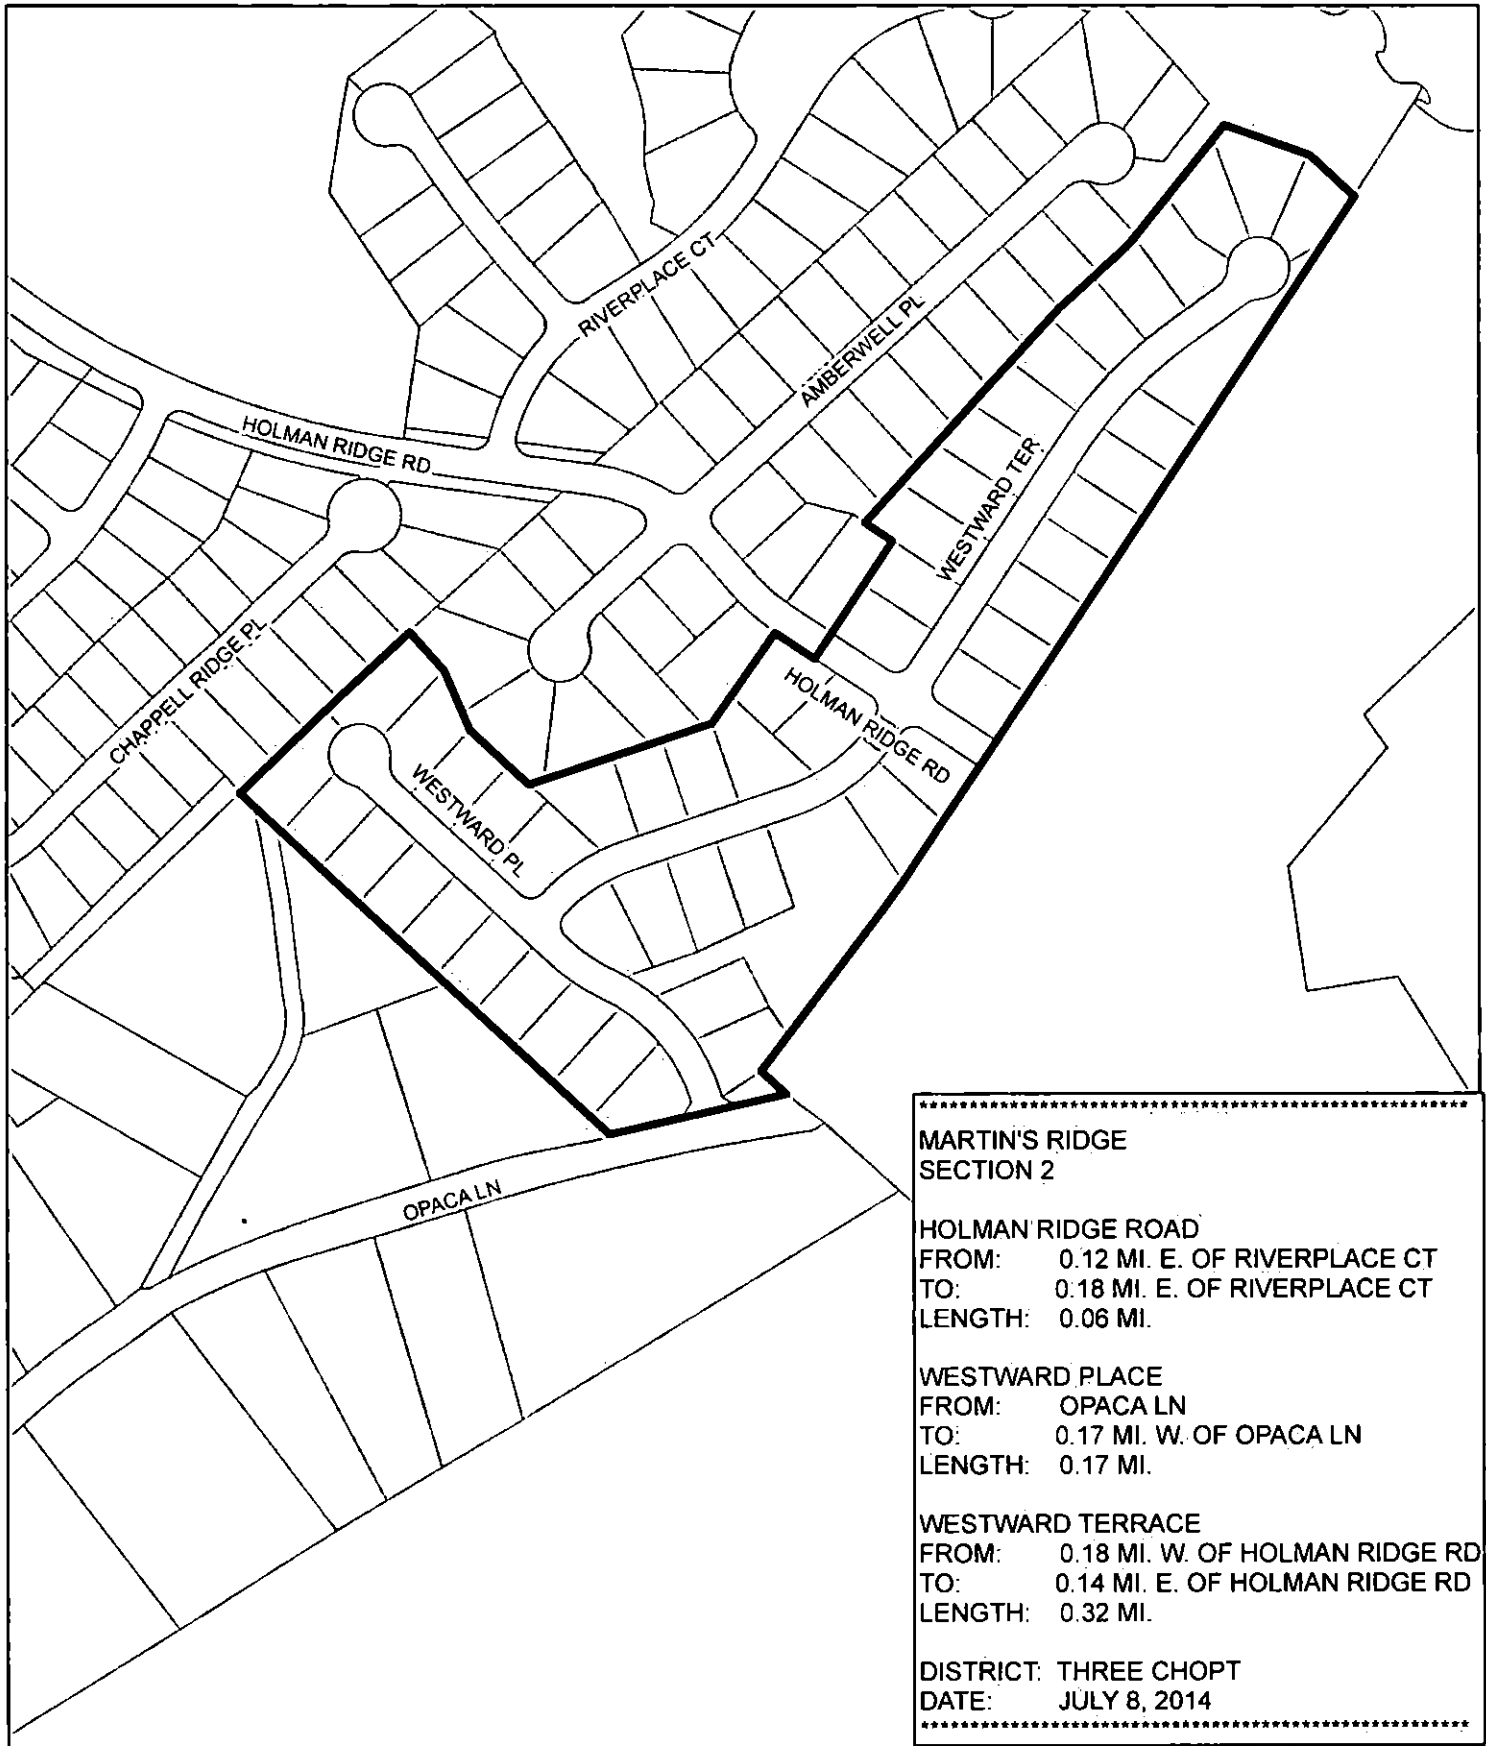 RIVERPLACE CT
AMBERWELL PL
HOLMAN RIDGE RD
WESTWARD TER
CHAPPELL RIDGE PL
HOLMAN RIDGE RD
WESTWARD PL
OPACA LN
************************************************************
MARTIN'S RIDGE
SECTION 2
HOLMAN RIDGE ROAD
FROM: 0.12 MI. E. OF RIVERPLACE CT
TO: 0.18 MI. E. OF RIVERPLACE CT
LENGTH: 0.06 MI.
WESTWARD PLACE
FROM: OPACA LN
TO: 0.17 MI. W. OF OPACA LN
LENGTH: 0.17 MI.
WESTWARD TERRACE
FROM: 0.18 MI. W. OF HOLMAN RIDGE RD
TO: 0.14 MI. E. OF HOLMAN RIDGE RD
LENGTH: 0.32 MI.
DISTRICT: THREE CHOPT
DATE: JULY 8, 2014
************************************************************